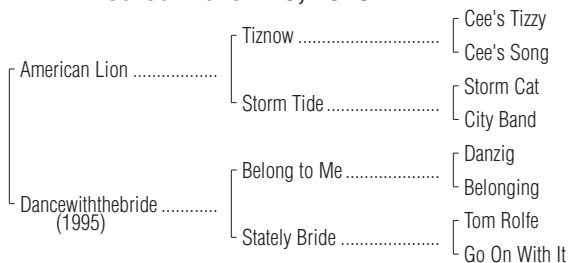 Tiznow ................................
Cee's Tizzy
Cee's Song
American Lion ...................
Storm Tide .........................
Storm Cat
City Band
Belong to Me .....................
Danzig
Belonging
Dancewiththebride .............
(1995)
Stately Bride ......................
Tom Rolfe
Go On With It